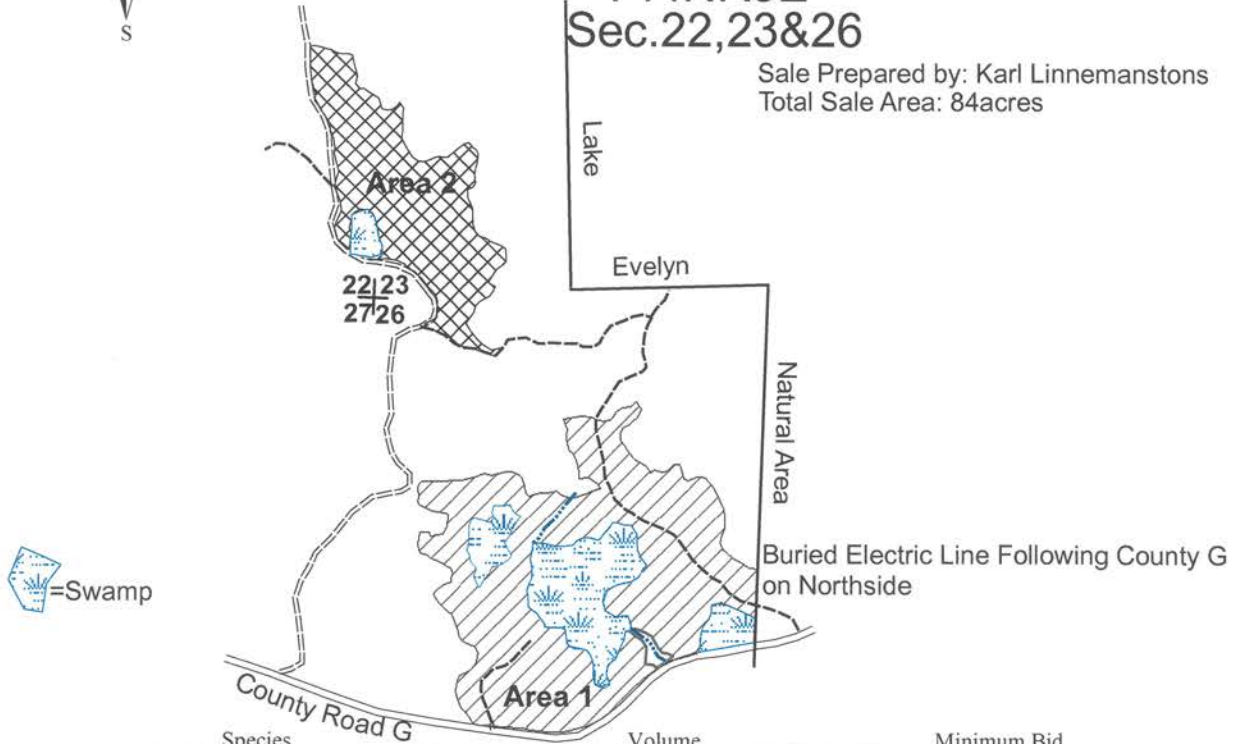 S
Sec.22,23&26
Sale Prepared by: Karl Linnemanstons
Total Sale Area: 84acres
Lake
Area 2
Evelyn
22 23
27 26
Natural Area
Buried Electric Line Following County G
on Northside
=Swamp
Area 1
County Road G
Species Volume Minimum Bid